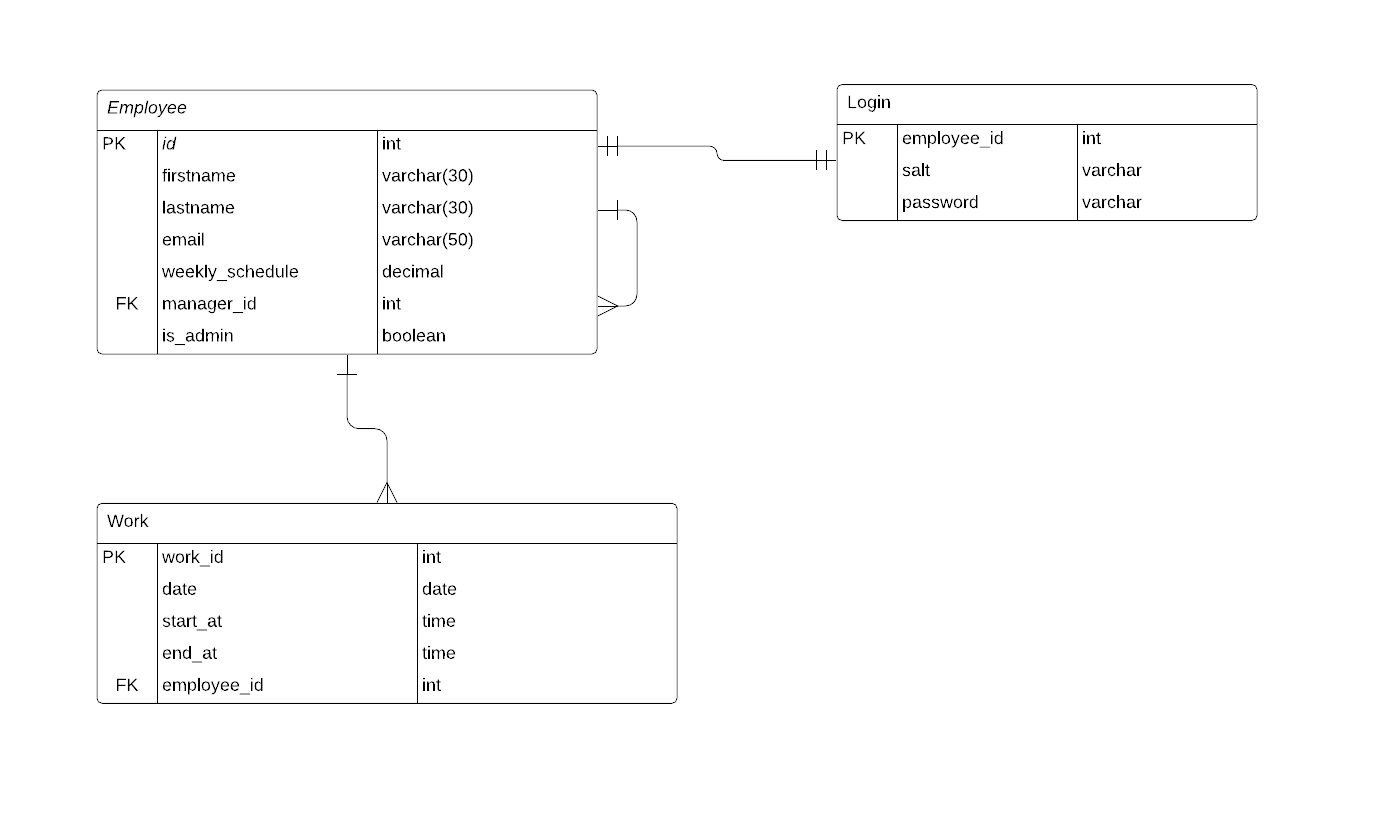 Employee
PK id int
firstname varchar(30)
lastname varchar(30)
email varchar(50)
weekly_schedule decimal
FK manager_id int
is_admin boolean
Login
PK employee_id int
salt varchar
password varchar
Work
PK work_id int
date date
start_at time
end_at time
FK employee_id int